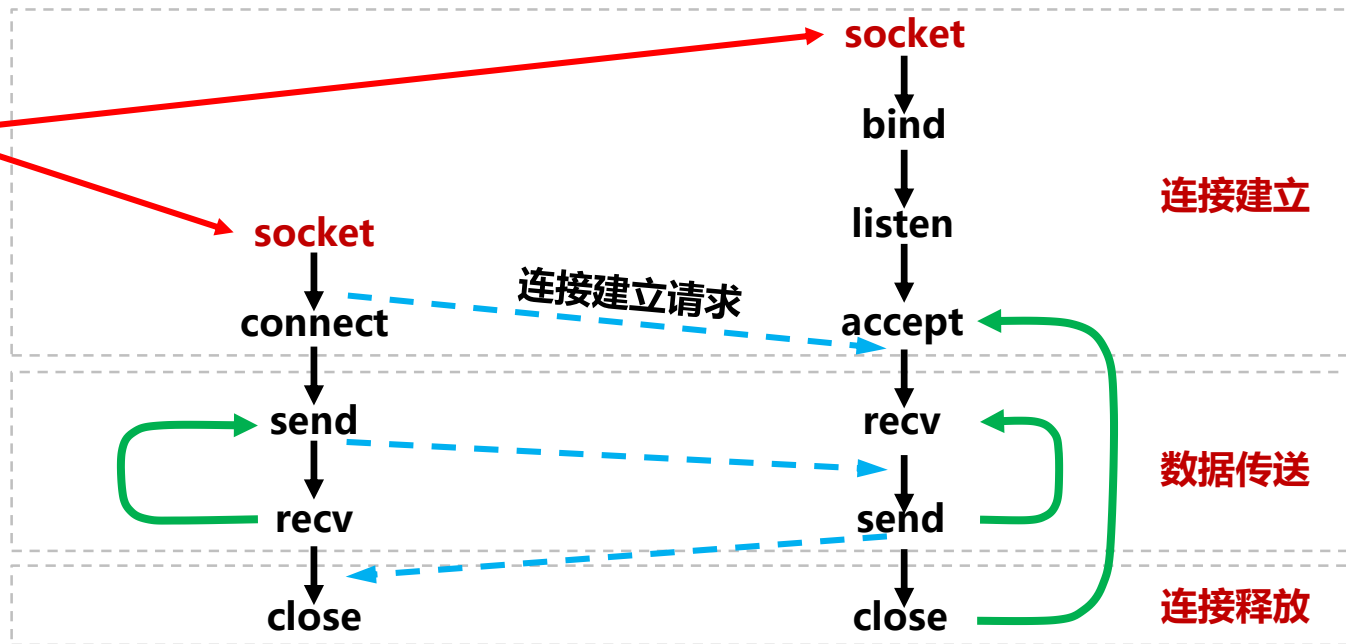 socket
bind
连接建立
listen
socket
连接建立请求
connect
accept
send
recv
数据传送
recv
send
连接释放
close
close